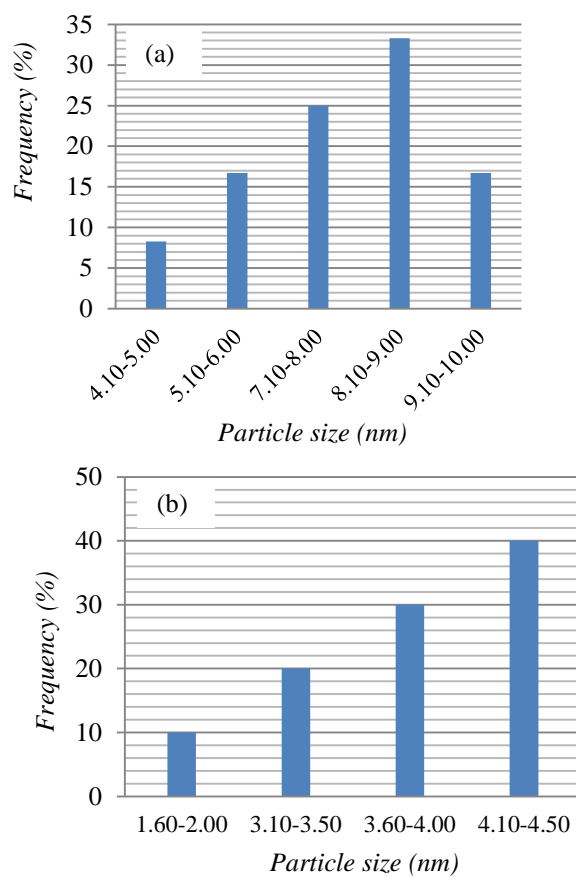 (a)
Frequency (%)
35
30
25
20
15
10
5
0
4.10-5.00
5.10-6.00
7.10-8.00
8.10-9.00
9.10-10.00
Particle size (nm)
(b)
Frequency (%)
50
40
30
20
10
0
1.60-2.00 3.10-3.50 3.60-4.00 4.10-4.50
Particle size (nm)